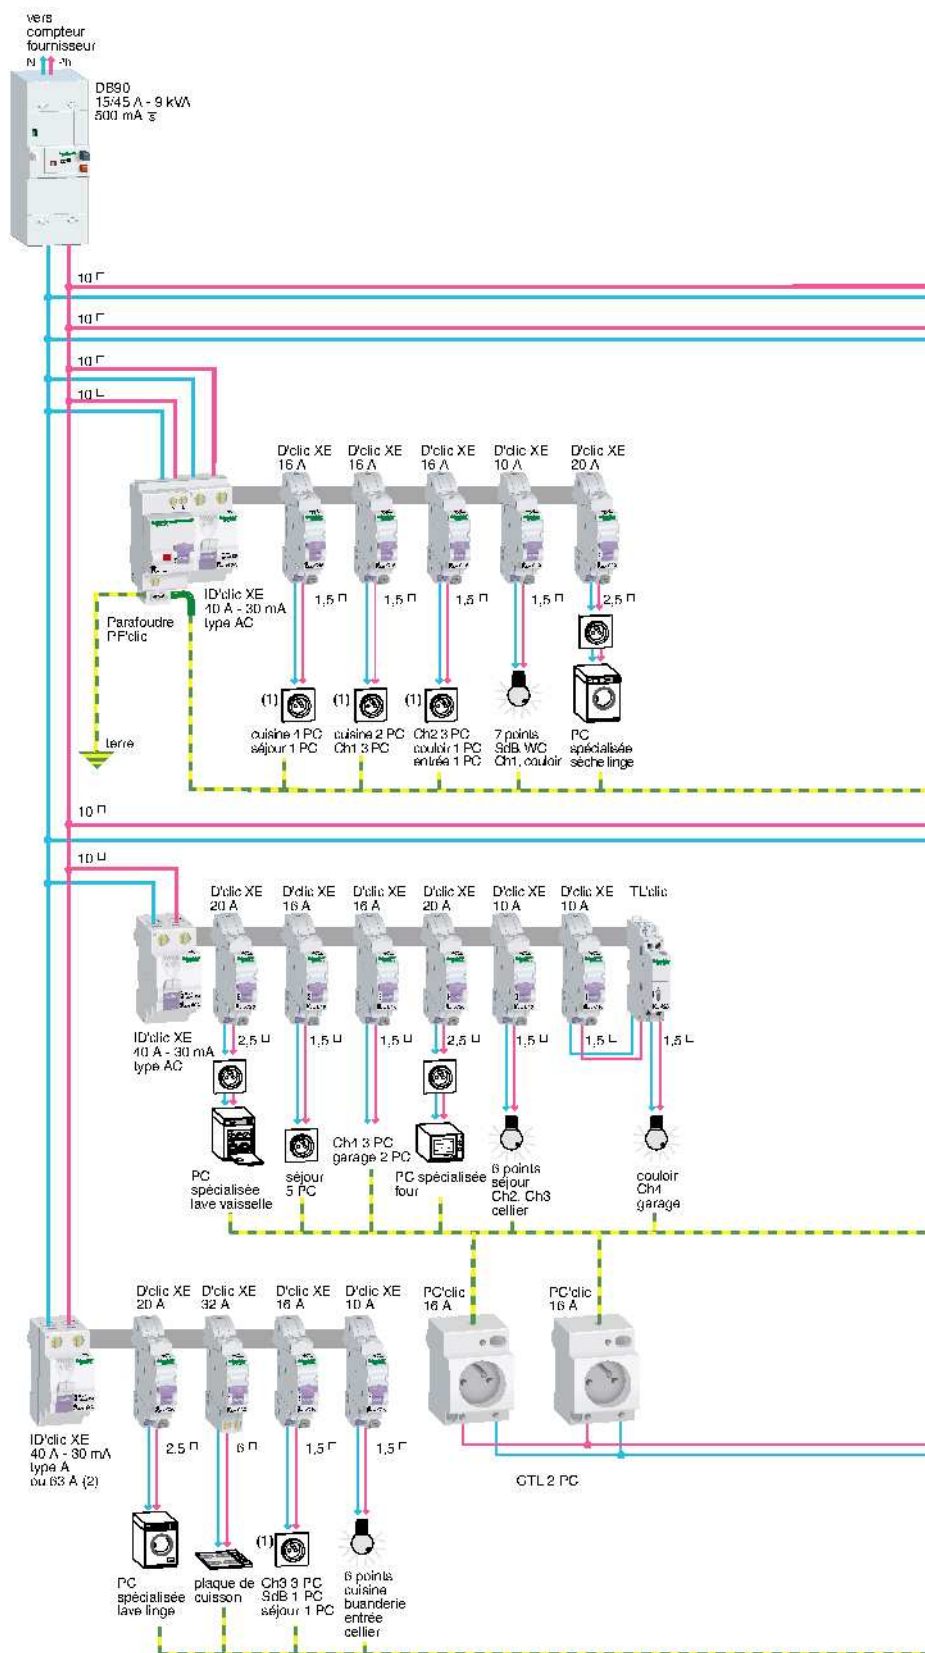 vers
compteur
fournisseur
N Ph
DB90
15/45 A - 9 kVA
500 mA s
10
10
10
10
D'clic XE
16 A
D'clic XE
16 A
D'clic XE
16 A
D'clic XE
10 A
D'clic XE
20 A
1,5
1,5
1,5
1,5
2,5
ID'clic XE
40 A - 30 mA
type AC
Parafoudre
PF'clic
terre
(1)
cuisine 4 PC
séjour 1 PC
(1)
cuisine 2 PC
Ch1 3 PC
(1)
Ch2 3 PC
couloir 1 PC
entrée 1 PC
7 points
SdB, WC
Ch1, couloir
PC
spécialisée
sèche linge
10
10
D'clic XE
20 A
D'clic XE
16 A
D'clic XE
16 A
D'clic XE
20 A
D'clic XE
10 A
D'clic XE
10 A
TL'clic
ID'clic XE
40 A - 30 mA
type AC
2,5
1,5
1,5
2,5
1,5
1,5
1,5
PC
spécialisée
lave vaisselle
séjour
5 PC
Ch4 3 PC
garage 2 PC
PC spécialisée
four
6 points
séjour
Ch2, Ch3
cellier
couloir
Ch4
garage
D'clic XE
20 A
D'clic XE
32 A
D'clic XE
16 A
D'clic XE
10 A
PC'clic
16 A
PC'clic
16 A
ID'clic XE
40 A - 30 mA
type A
ou 63 A (2)
2,5
6
1,5
1,5
GTL 2 PC
PC
spécialisée
lave linge
plaque de
cuisson
(1)
Ch3 3 PC
SdB 1 PC
séjour 1 PC
6 points
cuisine
buanderie
entrée
cellier